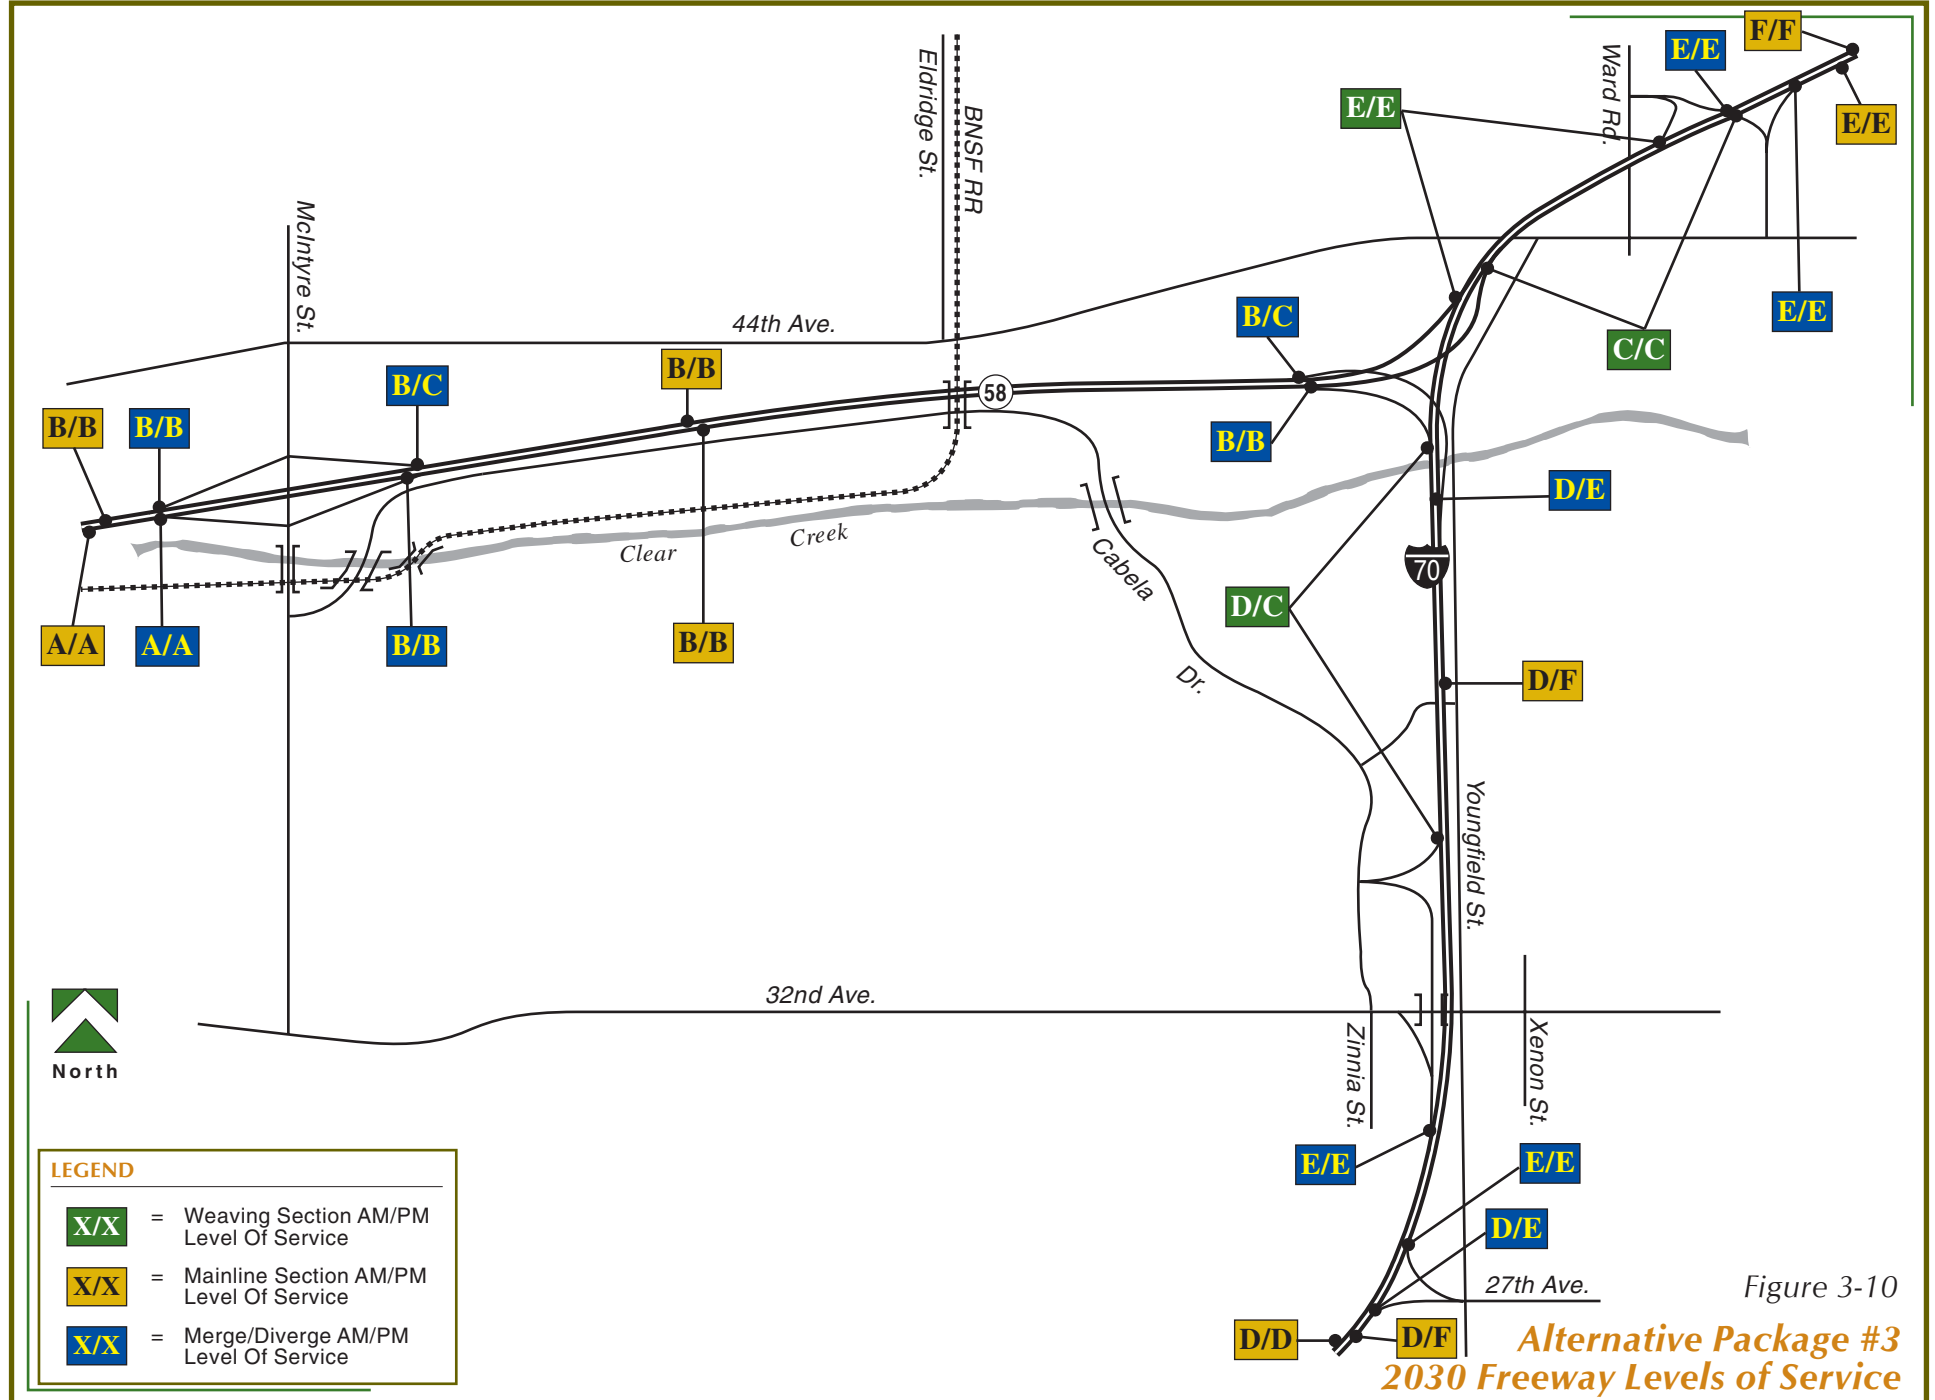 F/F
E/E
E/E
E/E
Ward Rd.
Eldridge St.
BNSF RR
McIntyre St.
44th Ave.
B/C
E/E
C/C
B/B
B/C
58
B/B
B/B
B/B
D/E
Clear
Creek
Cabela
Dr.
70
D/C
A/A
A/A
B/B
B/B
D/F
Youngfield St.
32nd Ave.
Zinnia St.
Xenon St.
North
E/E
E/E
D/E
27th Ave.
D/D
D/F
LEGEND
X/X = Weaving Section AM/PM
Level Of Service
X/X = Mainline Section AM/PM
Level Of Service
X/X = Merge/Diverge AM/PM
Level Of Service
Figure 3-10
Alternative Package #3
2030 Freeway Levels of Service